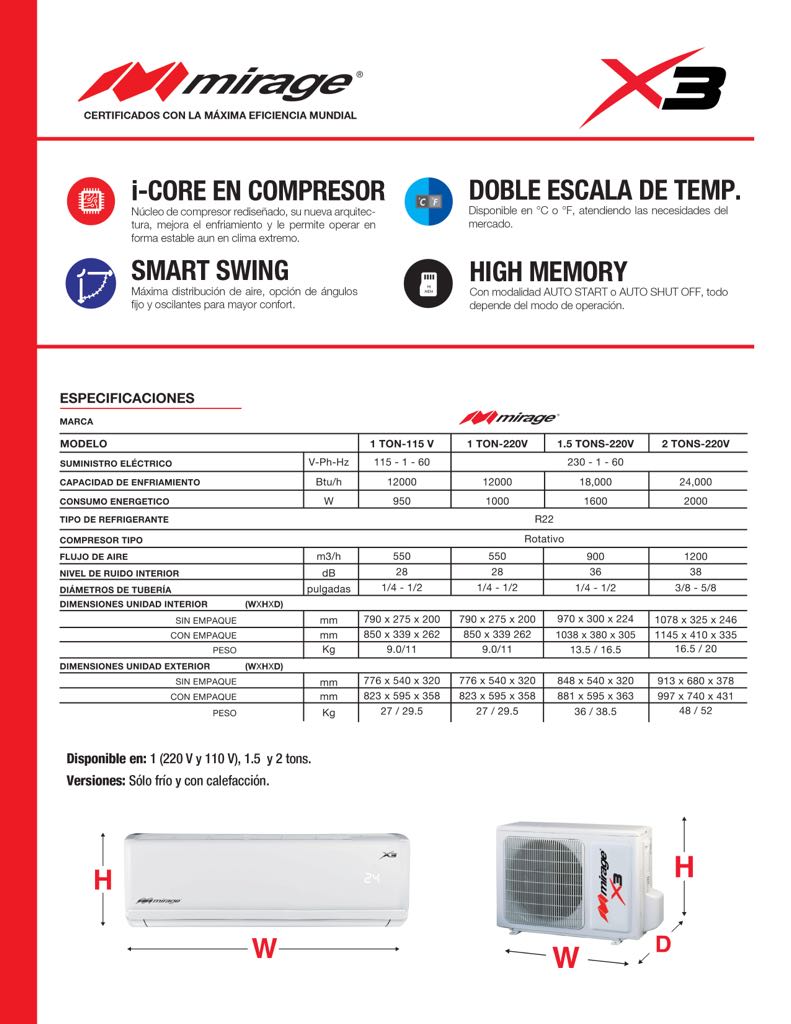 mirage®
CERTIFICADOS CON LA MÁXIMA EFICIENCIA MUNDIAL
X3
i-CORE EN COMPRESOR
Núcleo de compresor rediseñado, su nueva arquitec-
tura, mejora el enfriamiento y le permite operar en
forma estable aun en clima extremo.
DOBLE ESCALA DE TEMP.
Disponible en °C o °F, atendiendo las necesidades del
mercado.
C F
SMART SWING
Máxima distribución de aire, opción de ángulos
fijo y oscilantes para mayor confort.
HIGH MEMORY
Con modalidad AUTO START o AUTO SHUT OFF, todo
depende del modo de operación.
HI
MEM
ESPECIFICACIONES
MARCA mirage®
MODELO 1 TON-115 V 1 TON-220V 1.5 TONS-220V 2 TONS-220V
SUMINISTRO ELÉCTRICO V-Ph-Hz 115 - 1 - 60 230 - 1 - 60
CAPACIDAD DE ENFRIAMIENTO Btu/h 12000 12000 18,000 24,000
CONSUMO ENERGETICO W 950 1000 1600 2000
TIPO DE REFRIGERANTE R22
COMPRESOR TIPO Rotativo
FLUJO DE AIRE m3/h 550 550 900 1200
NIVEL DE RUIDO INTERIOR dB 28 28 36 38
DIÁMETROS DE TUBERÍA pulgadas 1/4 - 1/2 1/4 - 1/2 1/4 - 1/2 3/8 - 5/8
DIMENSIONES UNIDAD INTERIOR (WXHXD)
SIN EMPAQUE mm 790 x 275 x 200 790 x 275 x 200 970 x 300 x 224 1078 x 325 x 246
CON EMPAQUE mm 850 x 339 x 262 850 x 339 262 1038 x 380 x 305 1145 x 410 x 335
PESO Kg 9.0/11 9.0/11 13.5 / 16.5 16.5 / 20
DIMENSIONES UNIDAD EXTERIOR (WXHXD)
SIN EMPAQUE mm 776 x 540 x 320 776 x 540 x 320 848 x 540 x 320 913 x 680 x 378
CON EMPAQUE mm 823 x 595 x 358 823 x 595 x 358 881 x 595 x 363 997 x 740 x 431
PESO Kg 27 / 29.5 27 / 29.5 36 / 38.5 48 / 52
Disponible en: 1 (220 V y 110 V), 1.5 y 2 tons.
Versiones: Sólo frío y con calefacción.
H
X3
24
mirage
W
mirage
X3
H
W
D